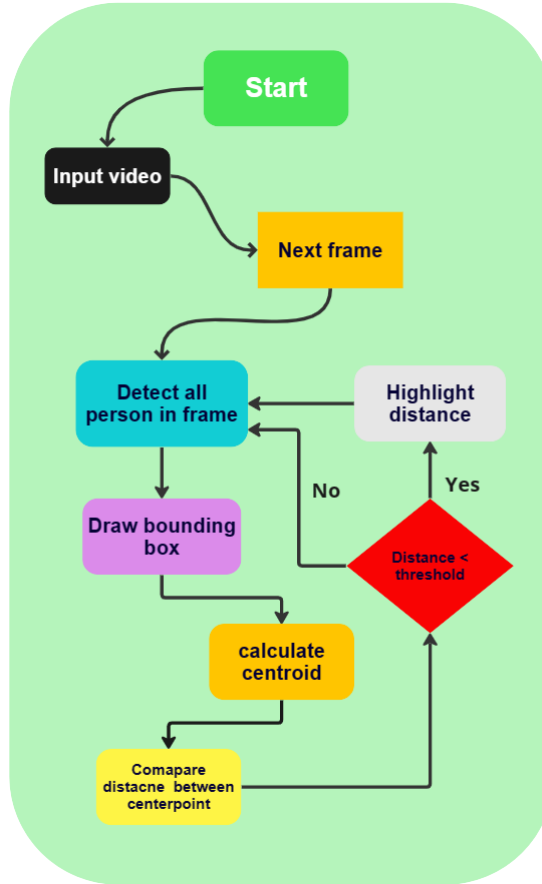 Start
Input video
Next frame
Detect all
person in frame
Highlight
distance
No
Yes
Draw bounding
box
Distance <
threshold
calculate
centroid
Comapare
distacne between
centerpoint